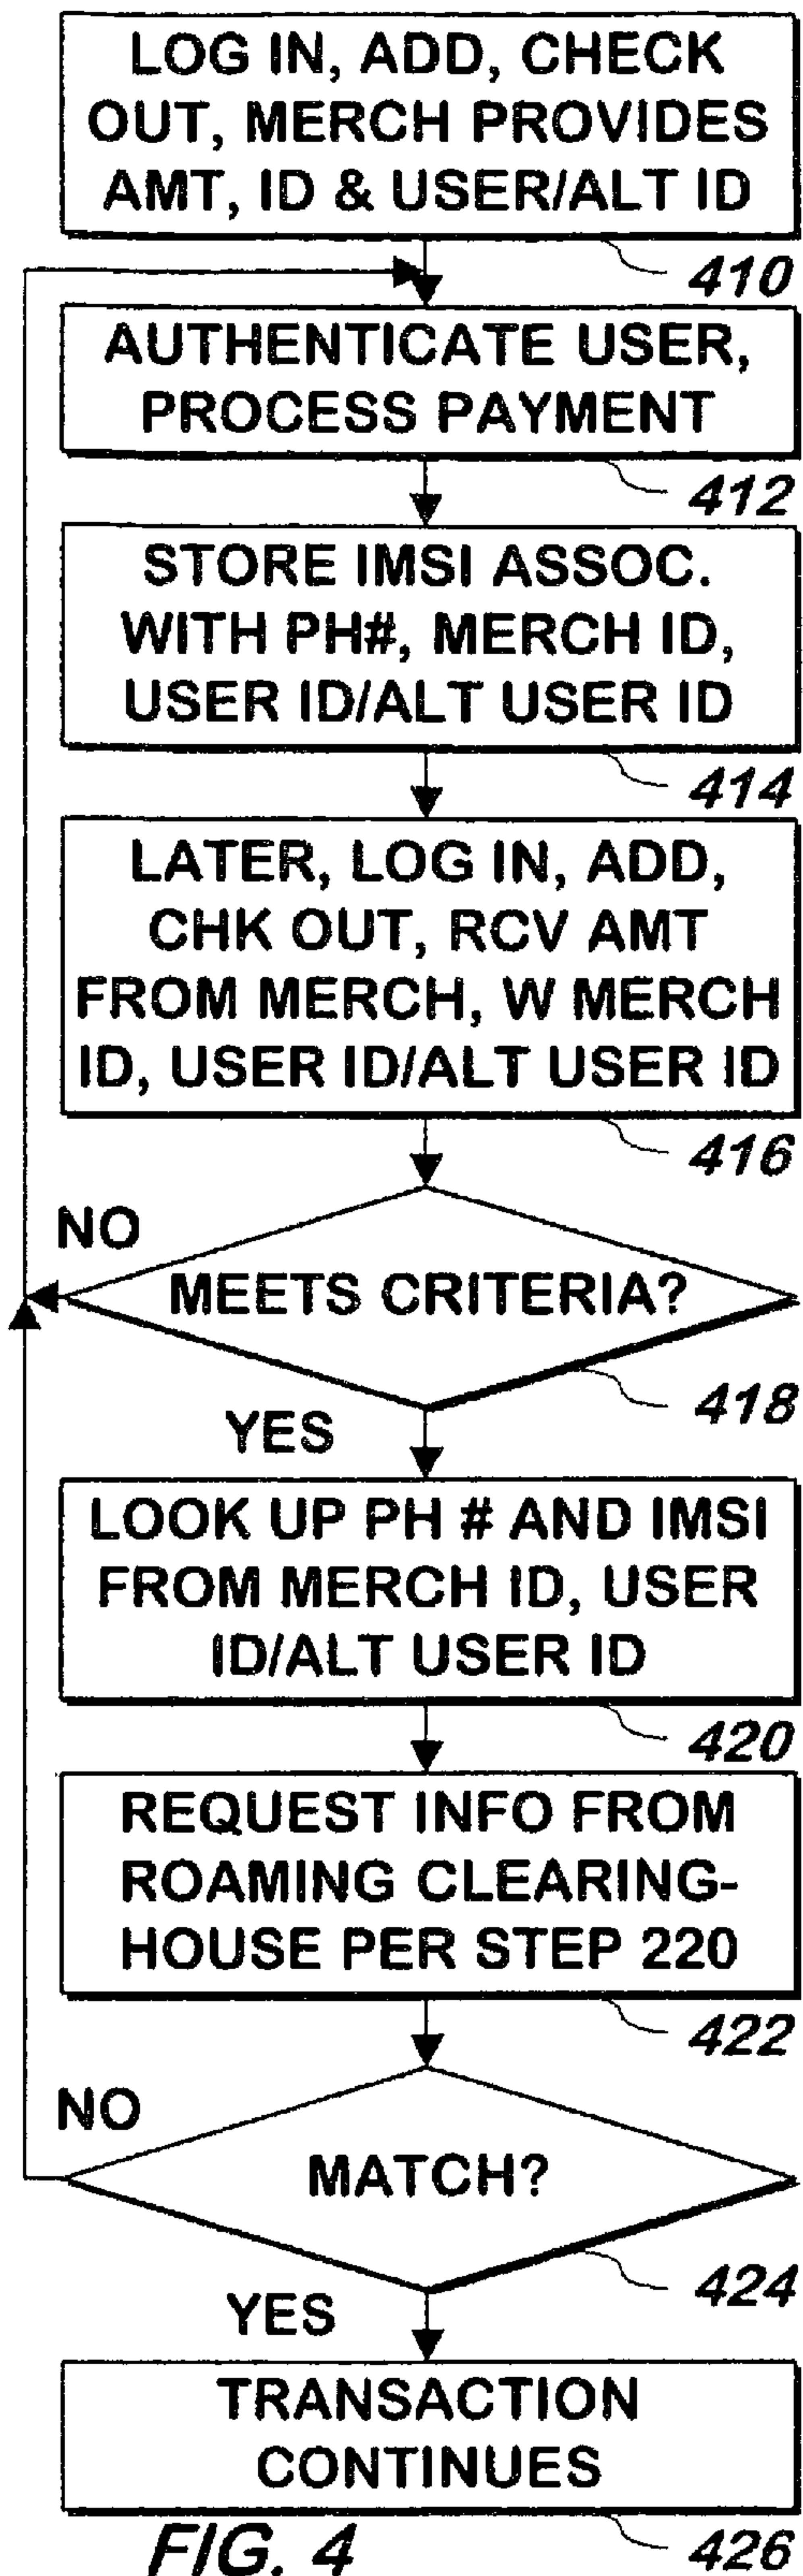 LOG IN, ADD, CHECK
OUT, MERCH PROVIDES
AMT, ID & USER/ALT ID
410
AUTHENTICATE USER,
PROCESS PAYMENT
412
STORE IMSI ASSOC.
WITH PH#, MERCH ID,
USER ID/ALT USER ID
414
LATER, LOG IN, ADD,
CHK OUT, RCV AMT
FROM MERCH, W MERCH
ID, USER ID/ALT USER ID
416
NO
MEETS CRITERIA?
418
YES
LOOK UP PH # AND IMSI
FROM MERCH ID, USER
ID/ALT USER ID
420
REQUEST INFO FROM
ROAMING CLEARING-
HOUSE PER STEP 220
422
NO
MATCH?
424
YES
TRANSACTION
CONTINUES
426
FIG. 4